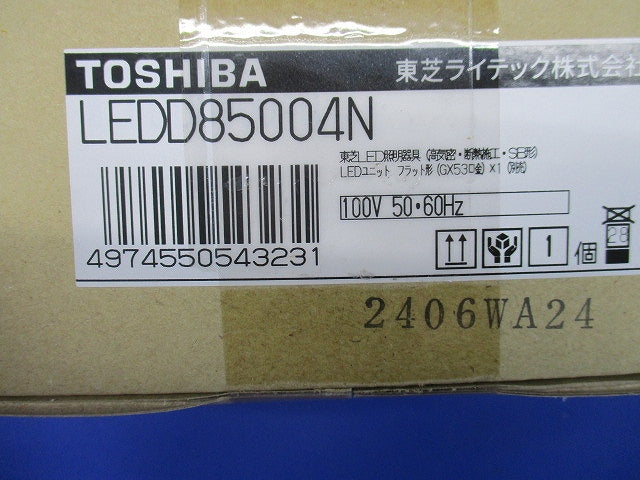 TOSHIBA 東芝ライテック株式会
LEDD85004N
東芝LED照明器具 (高気密・断熱施工・SB形)
LEDユニット フラット形 (GX53口金) ×1 (別売)
100V 50・60Hz
4974550543231
1 個
28
2406WA24